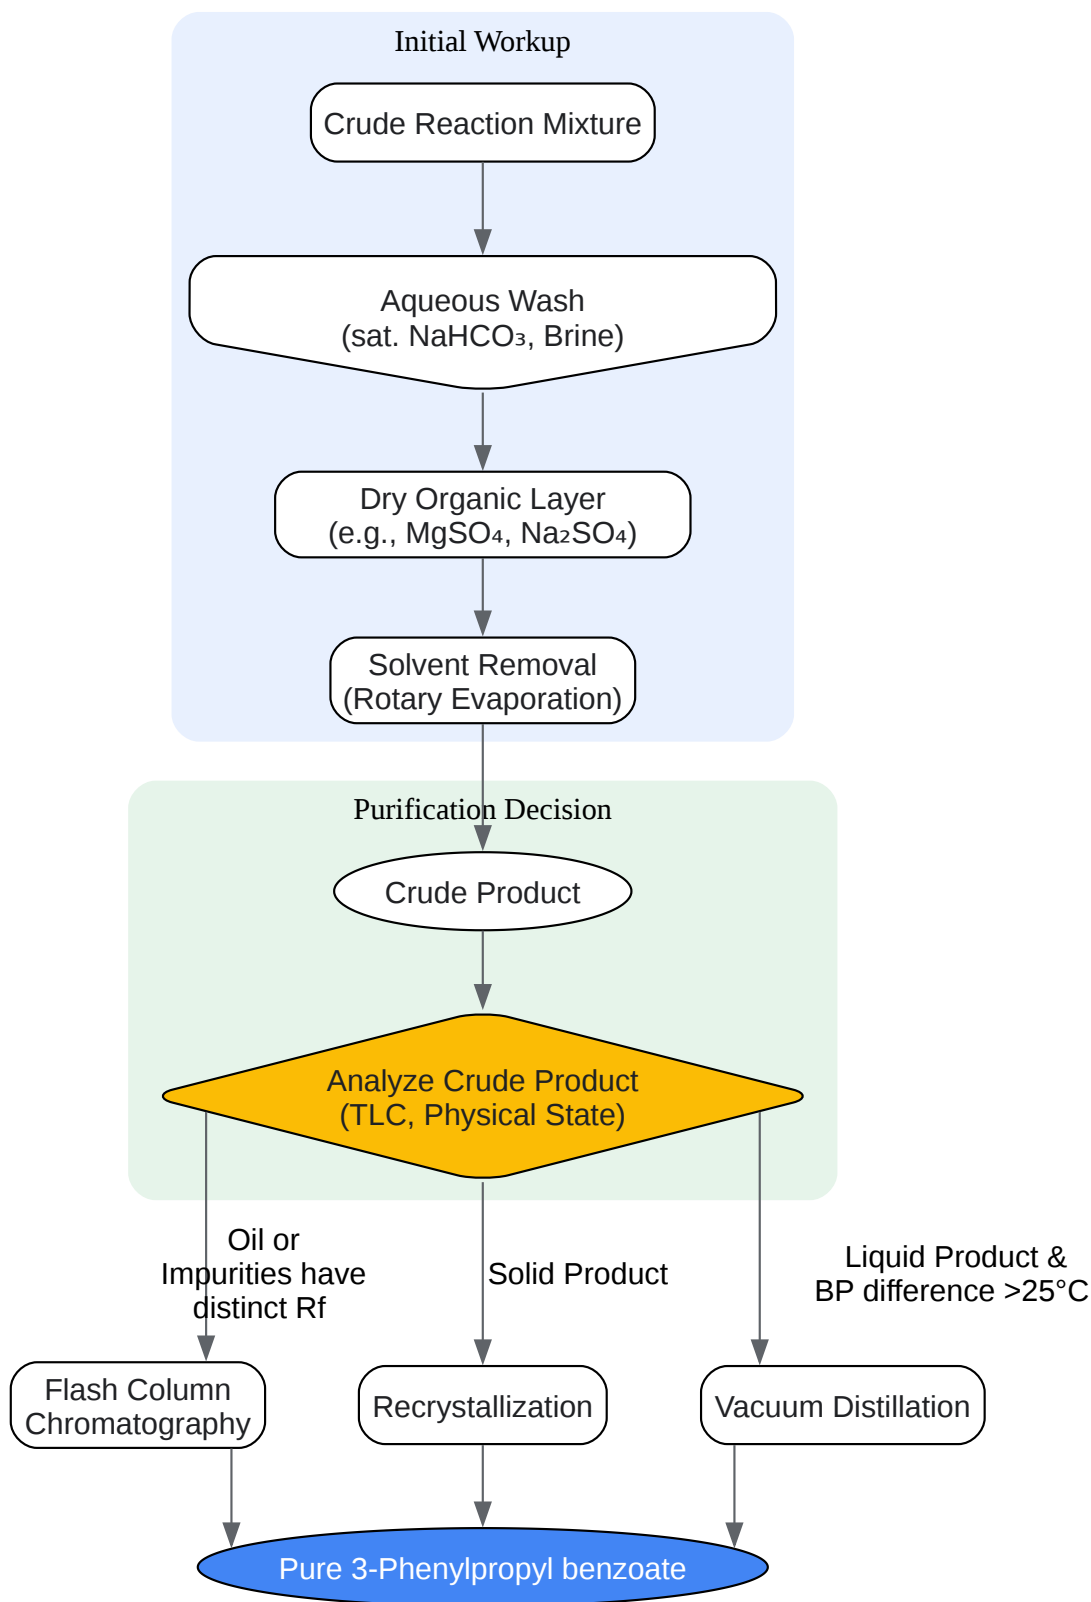 Initial Workup
Crude Reaction Mixture
Aqueous Wash
(sat. NaHCO₃, Brine)
Dry Organic Layer
(e.g., MgSO₄, Na₂SO₄)
Solvent Removal
(Rotary Evaporation)
Purification Decision
Crude Product
Analyze Crude Product
(TLC, Physical State)
Oil or
Impurities have
distinct Rf
Solid Product
Liquid Product &
BP difference >25°C
Flash Column
Chromatography
Recrystallization
Vacuum Distillation
Pure 3-Phenylpropyl benzoate